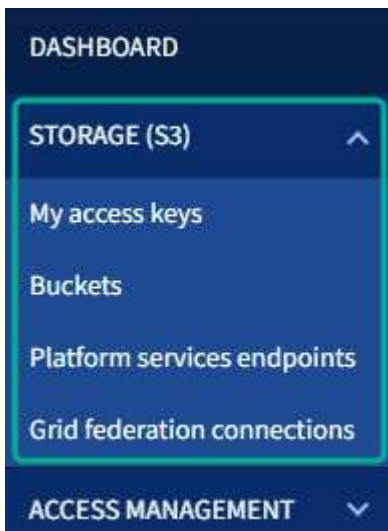 DASHBOARD
STORAGE (S3)
My access keys
Buckets
Platform services endpoints
Grid federation connections
ACCESS MANAGEMENT